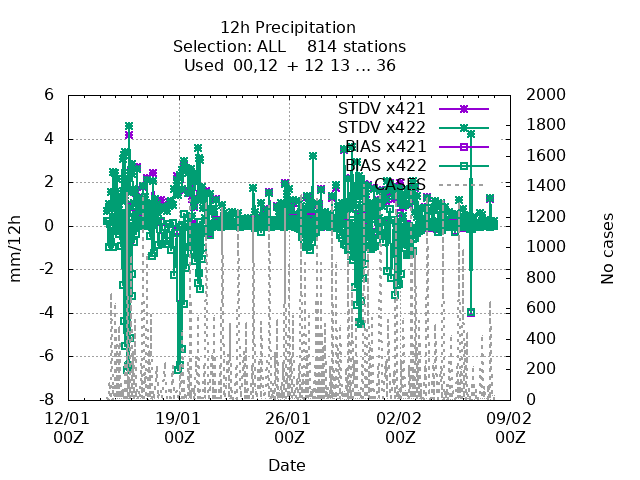 12h Precipitation
Selection: ALL    814 stations
Used  00,12  + 12 13 ... 36
6
4
2
0
-2
-4
-6
-8
mm/12h
STDV x421
STDV x422
BIAS x421
BIAS x422
CASES
2000
1800
1600
1400
1200
1000
800
600
400
200
0
No cases
12/01 19/01 26/01 02/02 09/02
00Z 00Z 00Z 00Z 00Z
Date